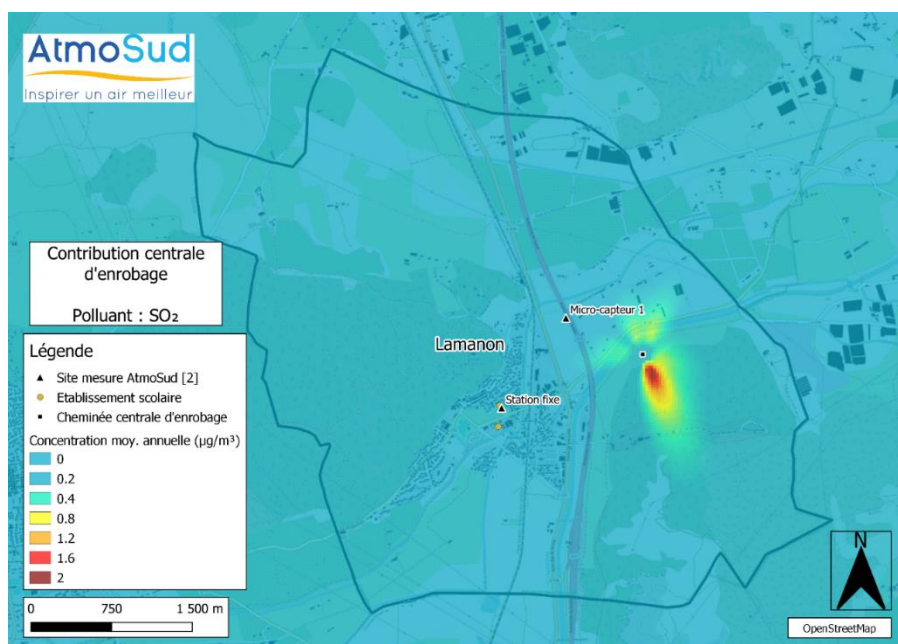 AtmoSud
Inspirer un air meilleur
Contribution centrale
d'enrobage
Polluant : SO₂
Légende
Site mesure AtmoSud [2]
Etablissement scolaire
Cheminée centrale d'enrobage
Concentration moy. annuelle (µg/m³)
0
0.2
0.4
0.8
1.2
1.6
2
0 750 1 500 m
Micro-capteur 1
Lamanon
Station fixe
N
OpenStreetMap